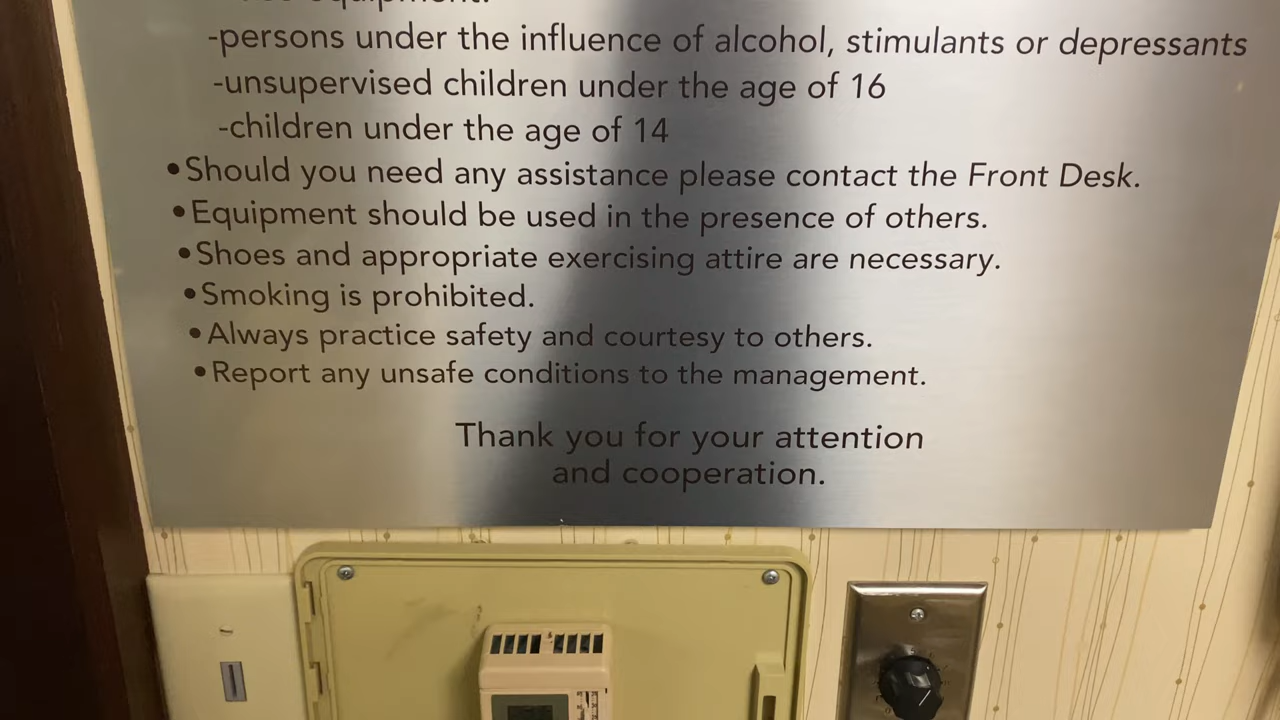 -persons under the influence of alcohol, stimulants or depressants
-unsupervised children under the age of 16
-children under the age of 14
•Should you need any assistance please contact the Front Desk.
•Equipment should be used in the presence of others.
•Shoes and appropriate exercising attire are necessary.
•Smoking is prohibited.
•Always practice safety and courtesy to others.
•Report any unsafe conditions to the management.
Thank you for your attention
and cooperation.